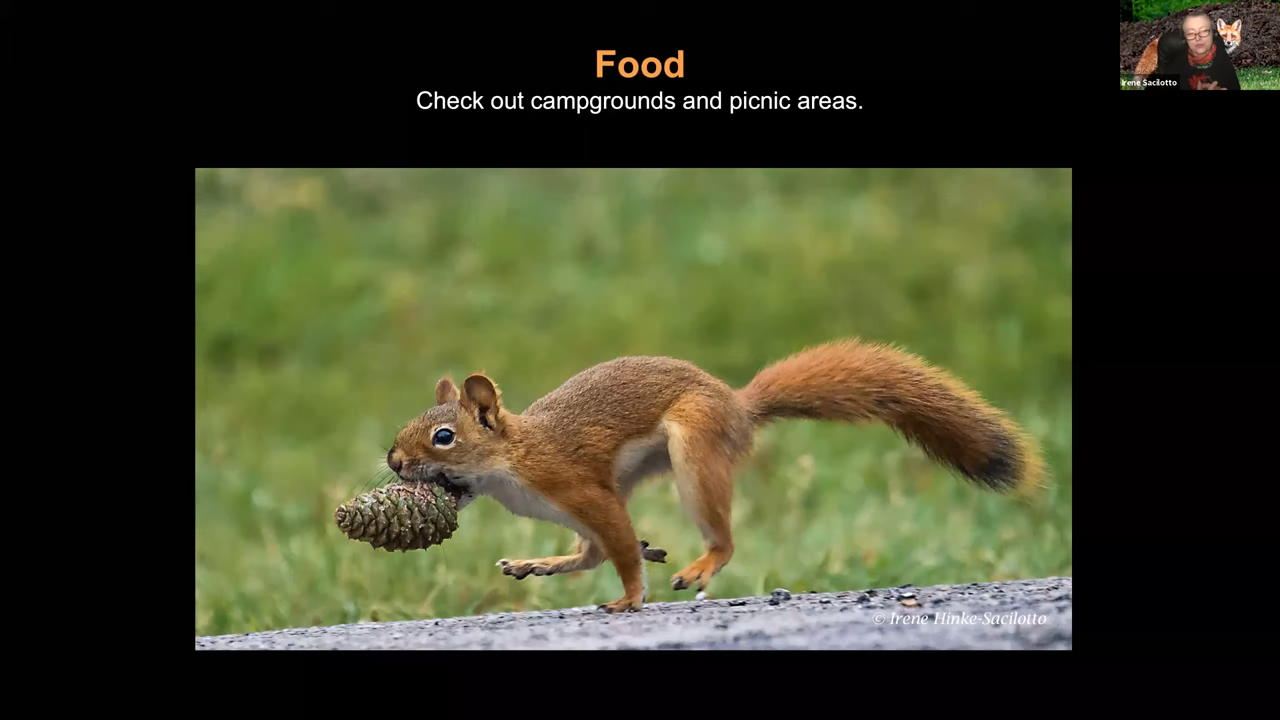 Food
Check out campgrounds and picnic areas.
Irene Sacilotto
© Irene Hinke-Sacilotto